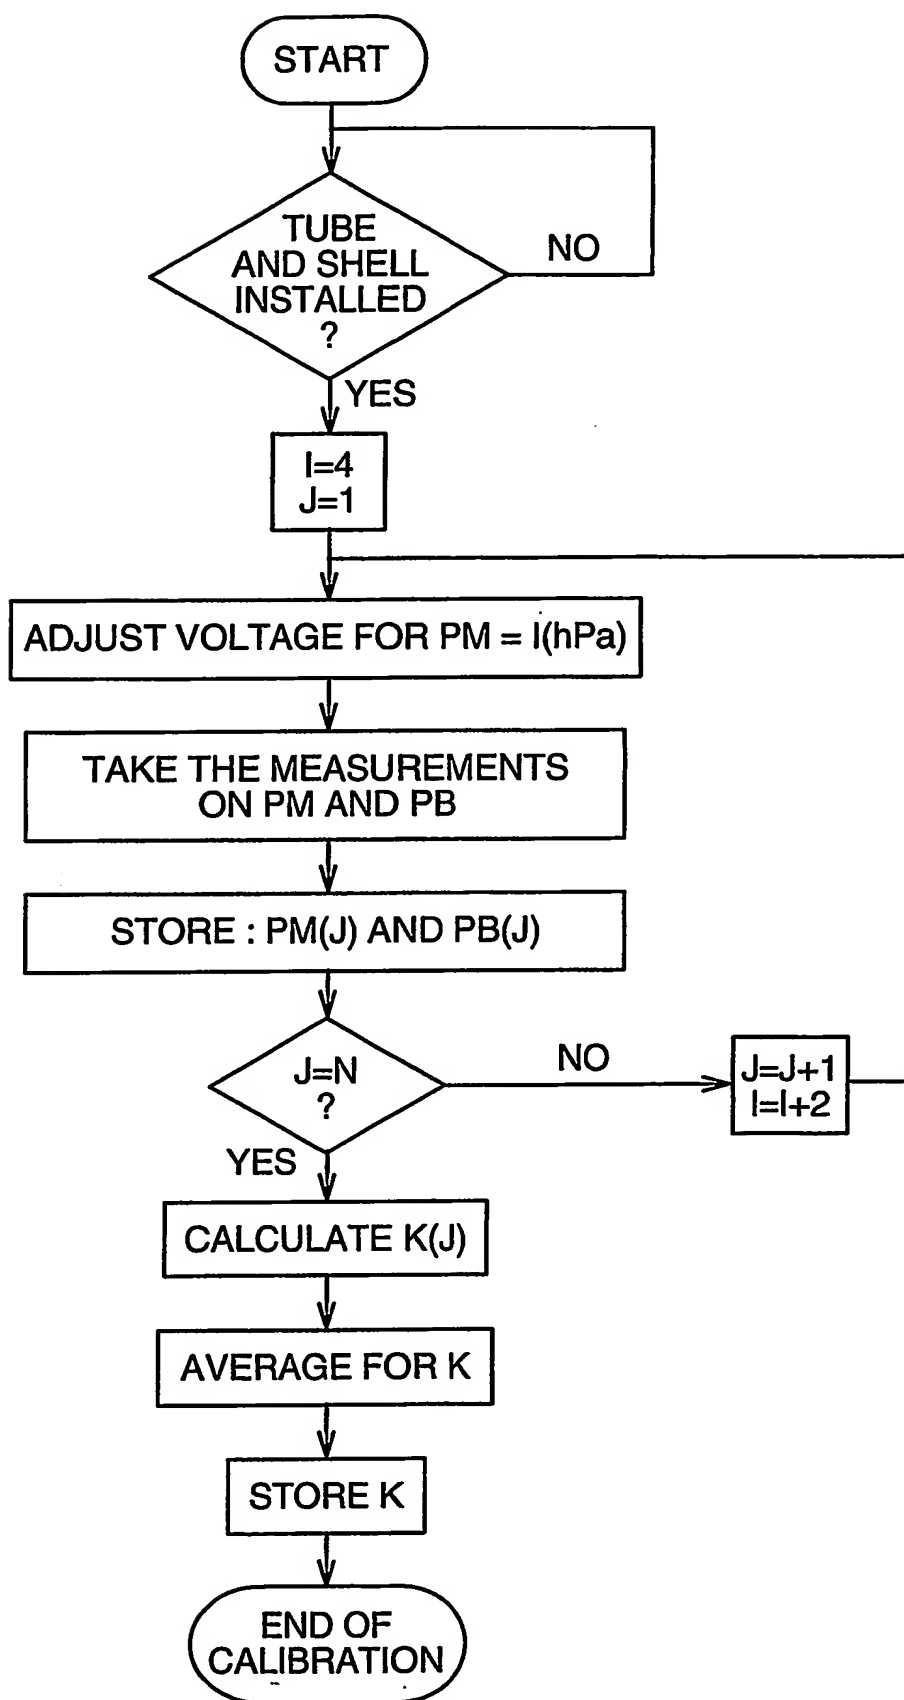 START
TUBE
AND SHELL
INSTALLED
?
NO
YES
I=4
J=1
ADJUST VOLTAGE FOR PM = I(hPa)
TAKE THE MEASUREMENTS
ON PM AND PB
STORE : PM(J) AND PB(J)
J=N
?
NO
J=J+1
I=I+2
YES
CALCULATE K(J)
AVERAGE FOR K
STORE K
END OF
CALIBRATION